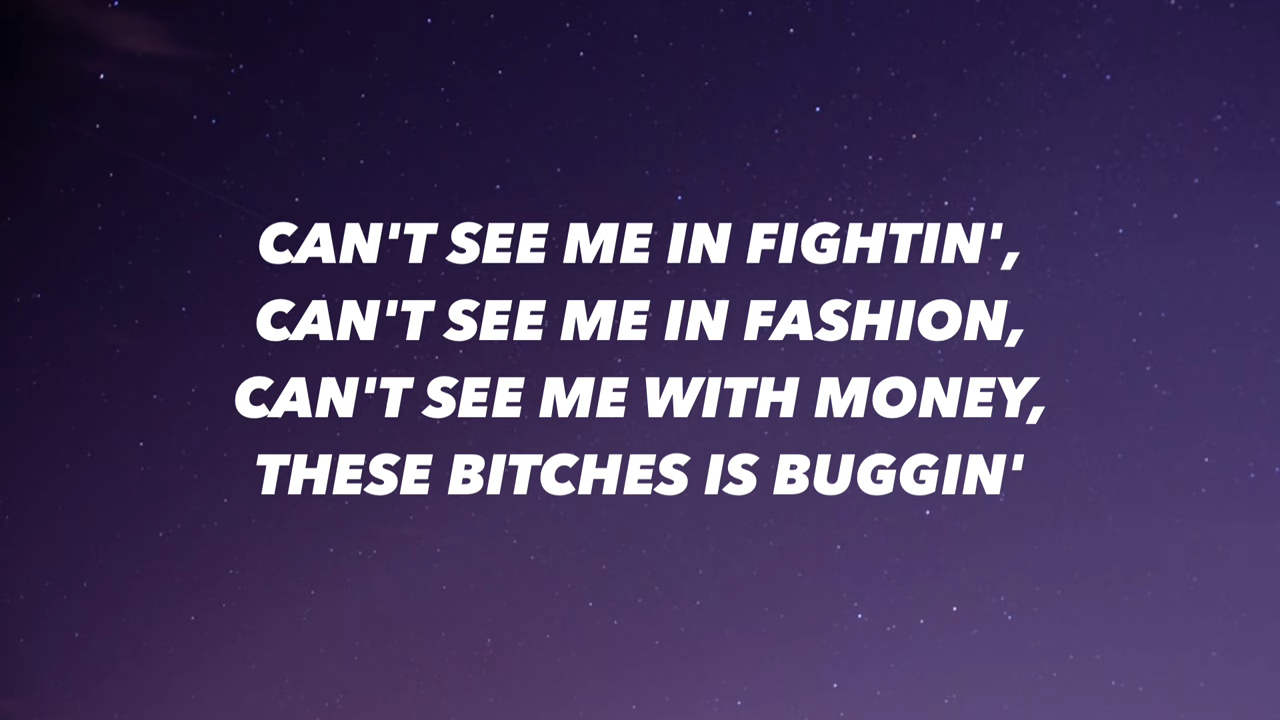 CAN'T SEE ME IN FIGHTIN',
CAN'T SEE ME IN FASHION,
CAN'T SEE ME WITH MONEY,
THESE BITCHES IS BUGGIN'